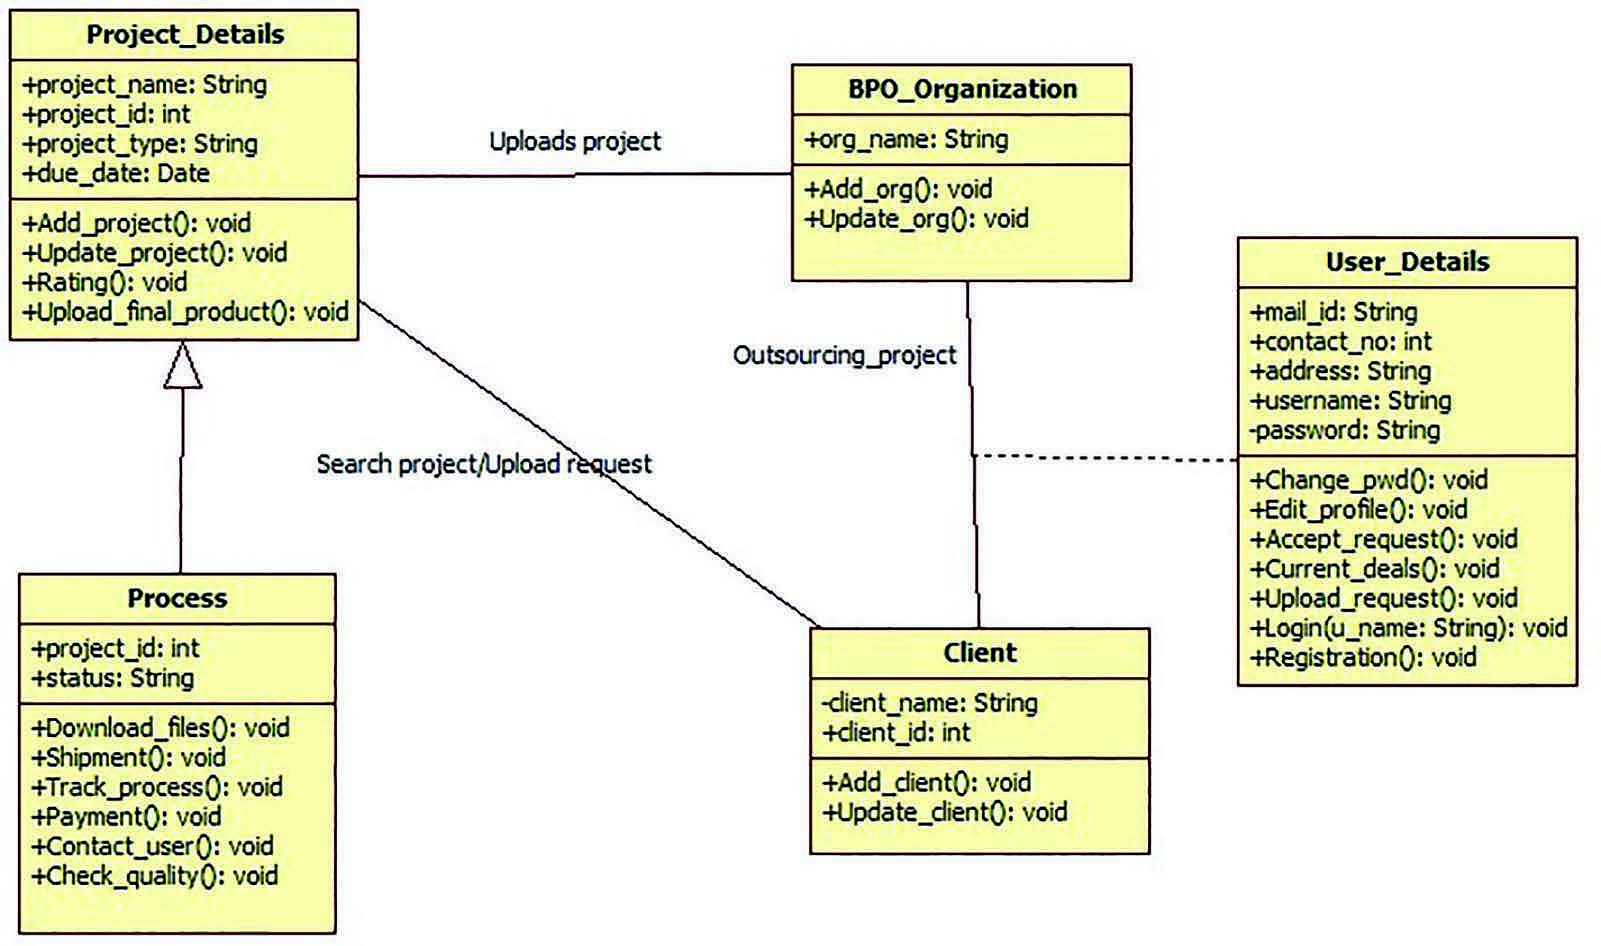 Project_Details
+project_name: String
+project_id: int
+project_type: String
+due_date: Date
+Add_project(): void
+Update_project(): void
+Rating(): void
+Upload_final_product(): void
Uploads project
BPO_Organization
+org_name: String
+Add_org(): void
+Update_org(): void
Outsourcing_project
User_Details
+mail_id: String
+contact_no: int
+address: String
+username: String
-password: String
+Change_pwd(): void
+Edit_profile(): void
+Accept_request(): void
+Current_deals(): void
+Upload_request(): void
+Login(u_name: String): void
+Registration(): void
Search project/Upload request
Process
+project_id: int
+status: String
+Download_files(): void
+Shipment(): void
+Track_process(): void
+Payment(): void
+Contact_user(): void
+Check_quality(): void
Client
-client_name: String
+client_id: int
+Add_client(): void
+Update_client(): void